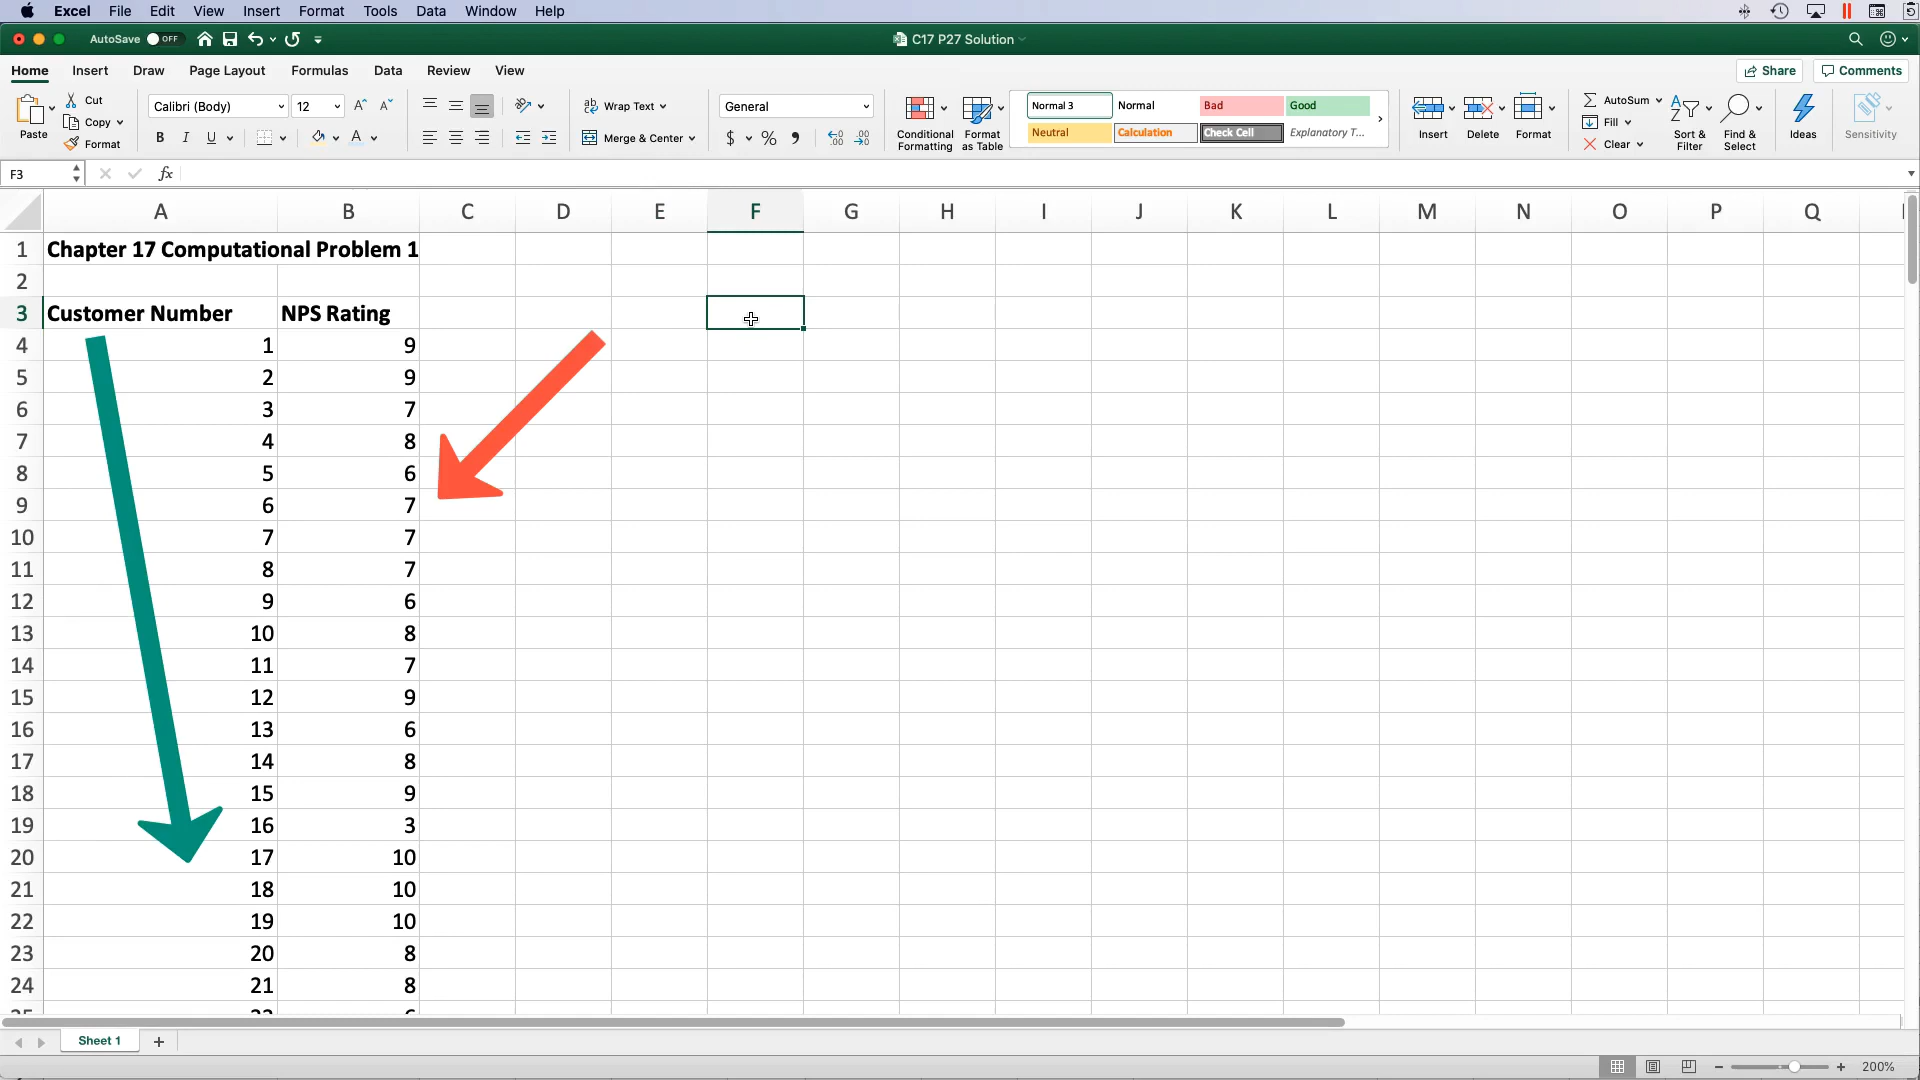 Excel File Edit View Insert Format Tools Data Window Help
AutoSave OFF C17 P27 Solution
Home Insert Draw Page Layout Formulas Data Review View Share Comments
Paste Cut Copy Format
Calibri (Body) 12
B I U A
Wrap Text
Merge & Center
General
$ % 9 .00
Conditional Formatting
Format as Table
Normal 3 Normal Bad Good
Neutral Calculation Check Cell Explanatory T...
Insert Delete Format
AutoSum
Fill
Clear
Sort & Filter
Find & Select
Ideas
Sensitivity
F3 fx
A B C D E F G H I J K L M N O P Q
1 Chapter 17 Computational Problem 1
2
3 Customer Number NPS Rating
4 1 9
5 2 9
6 3 7
7 4 8
8 5 6
9 6 7
10 7 7
11 8 7
12 9 6
13 10 8
14 11 7
15 12 9
16 13 6
17 14 8
18 15 9
19 16 3
20 17 10
21 18 10
22 19 10
23 20 8
24 21 8
Sheet 1
200%